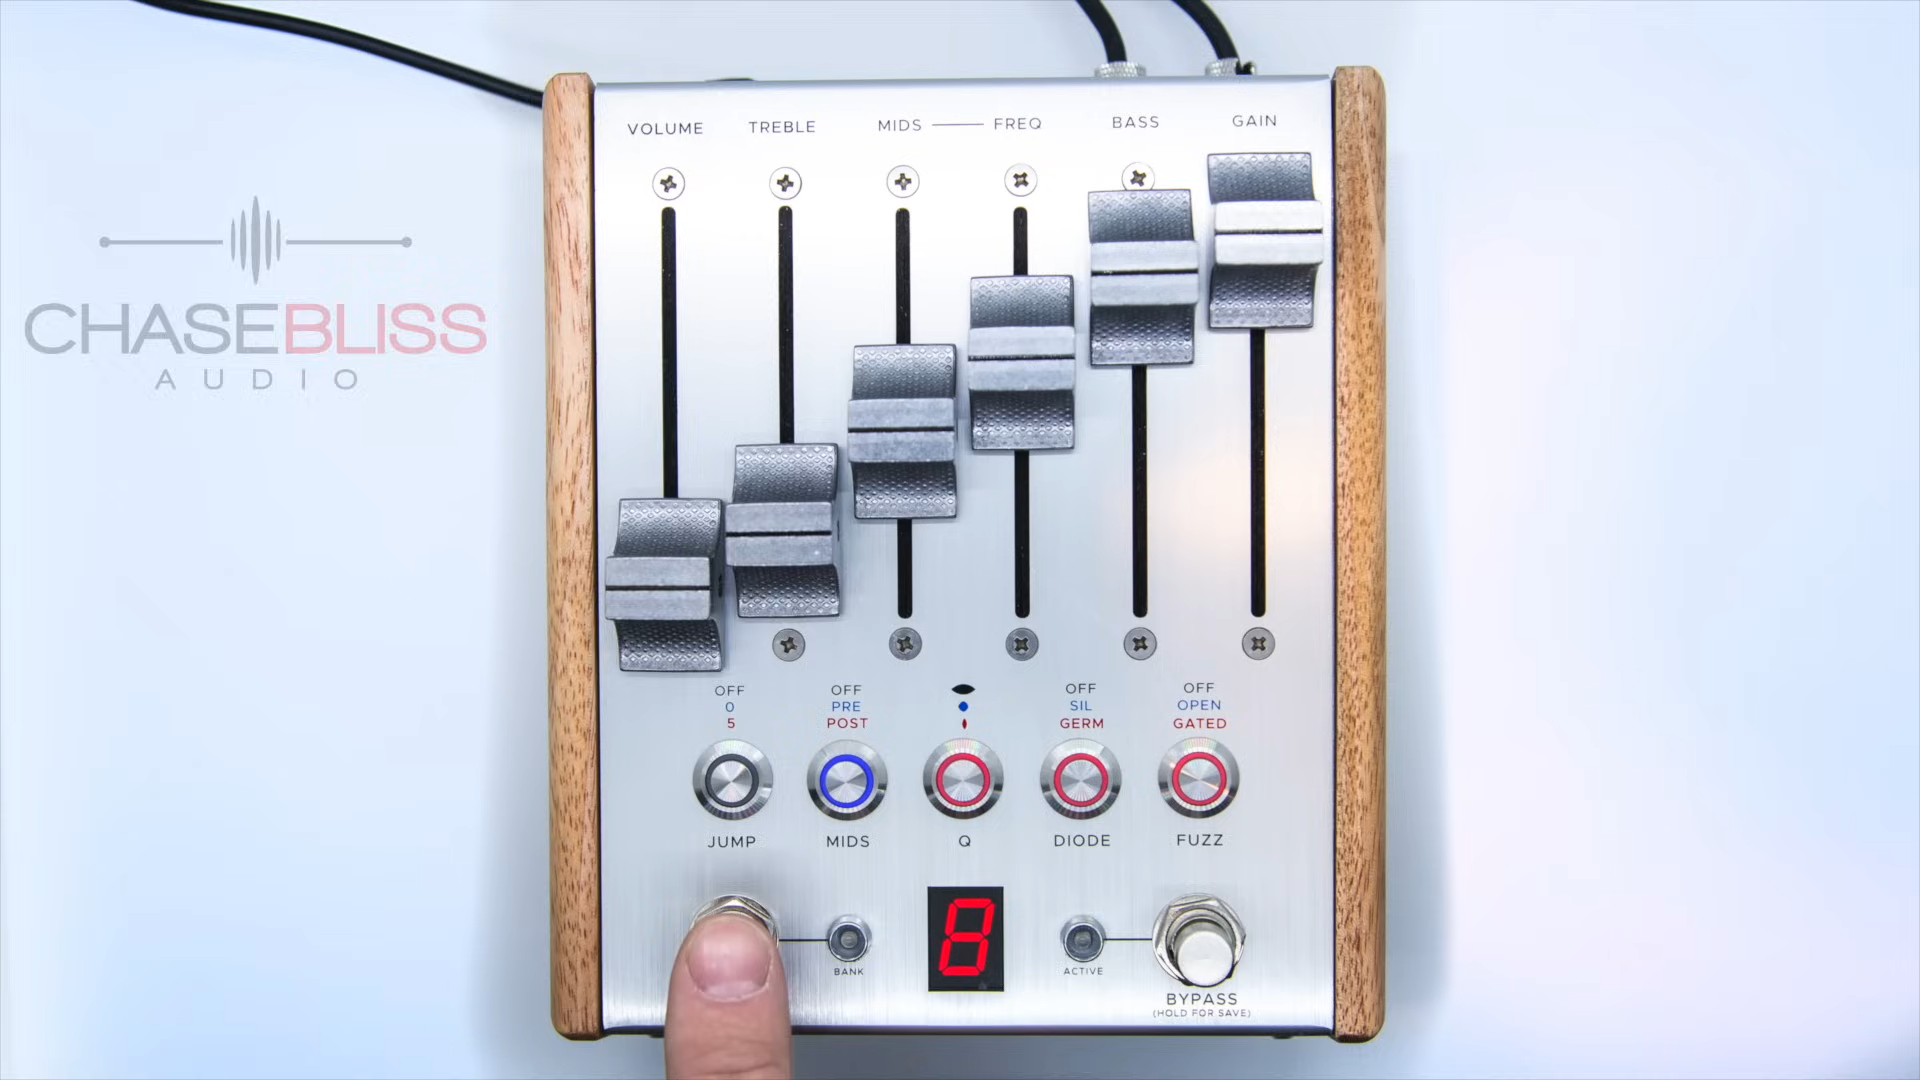 VOLUME TREBLE MIDS FREQ BASS GAIN
CHASEBLISS
AUDIO
OFF OFF OFF OFF
0 PRE SIL OPEN
5 POST GERM GATED
JUMP MIDS Q DIODE FUZZ
8
BANK ACTIVE
BYPASS
(HOLD FOR SAVE)